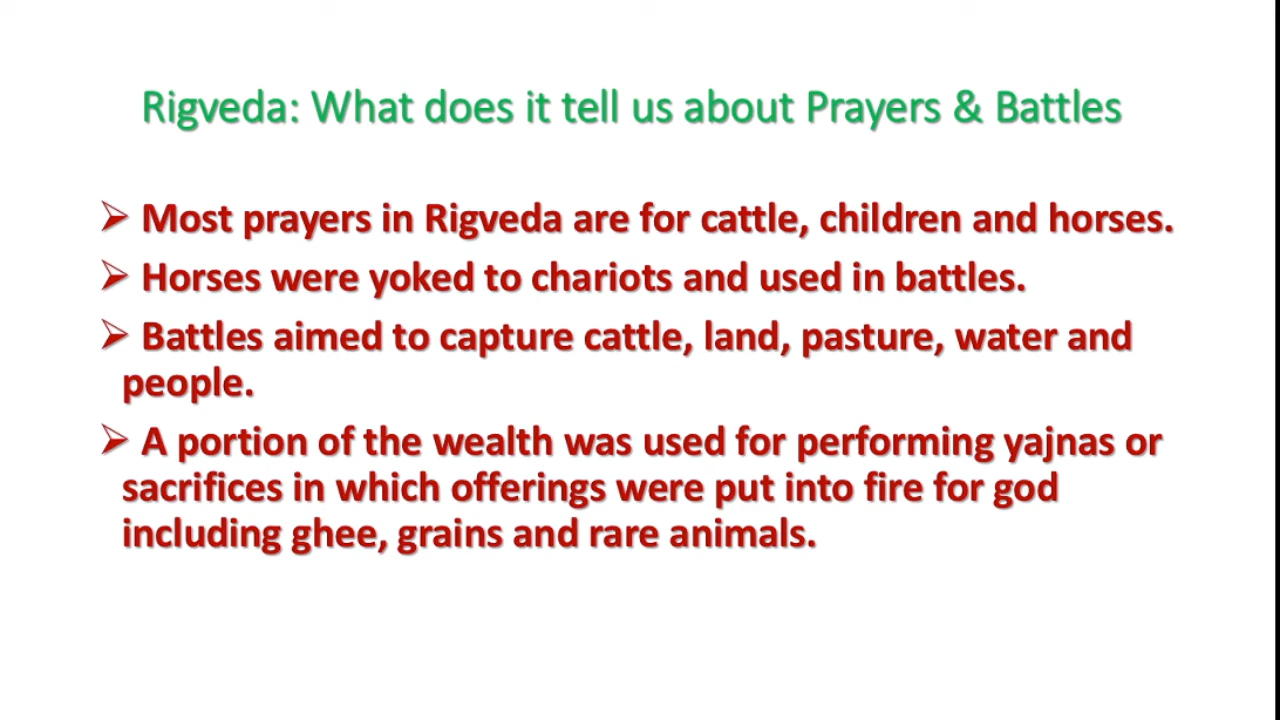 Rigveda: What does it tell us about Prayers & Battles
➢ Most prayers in Rigveda are for cattle, children and horses.
➢ Horses were yoked to chariots and used in battles.
➢ Battles aimed to capture cattle, land, pasture, water and
people.
➢ A portion of the wealth was used for performing yajnas or
sacrifices in which offerings were put into fire for god
including ghee, grains and rare animals.